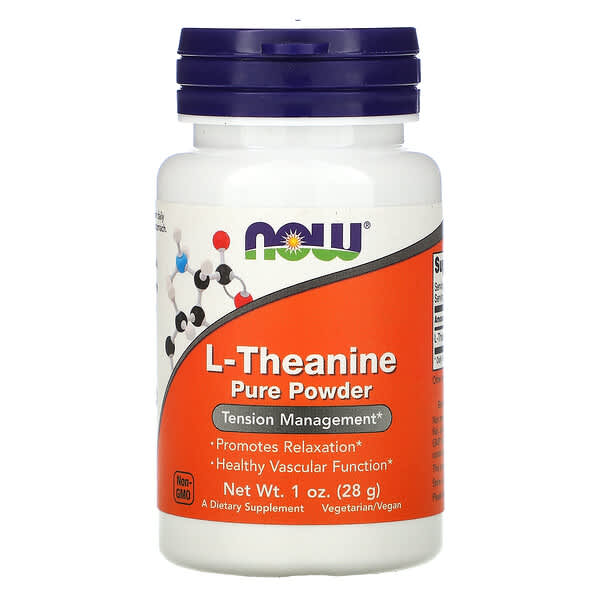 now®
L-Theanine
Pure Powder
Tension Management*
• Promotes Relaxation*
• Healthy Vascular Function*
Net Wt. 1 oz. (28 g)
A Dietary Supplement Vegetarian/Vegan
Non-
GMO